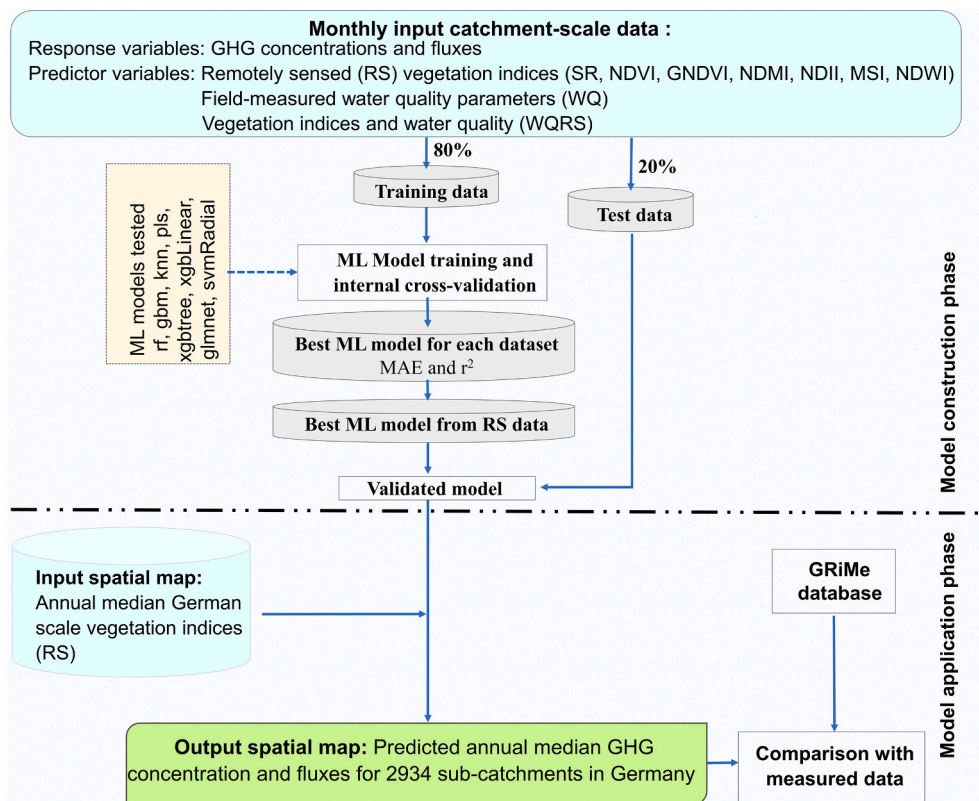 Monthly input catchment-scale data :
Response variables: GHG concentrations and fluxes
Predictor variables: Remotely sensed (RS) vegetation indices (SR, NDVI, GNDVI, NDMI, NDII, MSI, NDWI)
Field-measured water quality parameters (WQ)
Vegetation indices and water quality (WQRS)
80%
20%
Training data
Test data
ML models tested
rf, gbm, knn, pls,
xgbtree, xgbLinear,
glmnet, svmRadial
ML Model training and
internal cross-validation
Best ML model for each dataset
MAE and r²
Best ML model from RS data
Validated model
Model construction phase
Input spatial map:
Annual median German
scale vegetation indices
(RS)
GRiMe
database
Model application phase
Output spatial map: Predicted annual median GHG
concentration and fluxes for 2934 sub-catchments in Germany
Comparison with
measured data